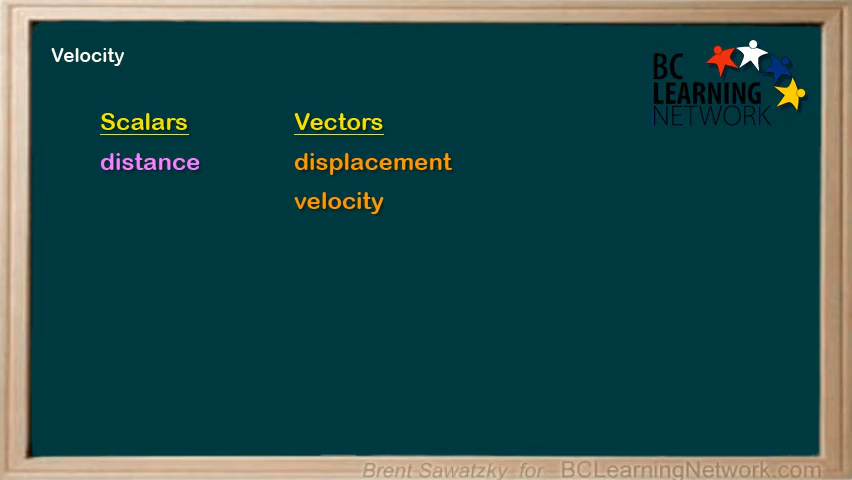 Velocity
BC
LEARNING
NETWORK
Scalars Vectors
distance displacement
velocity
Brent Sawatzky for BCLearningNetwork.com